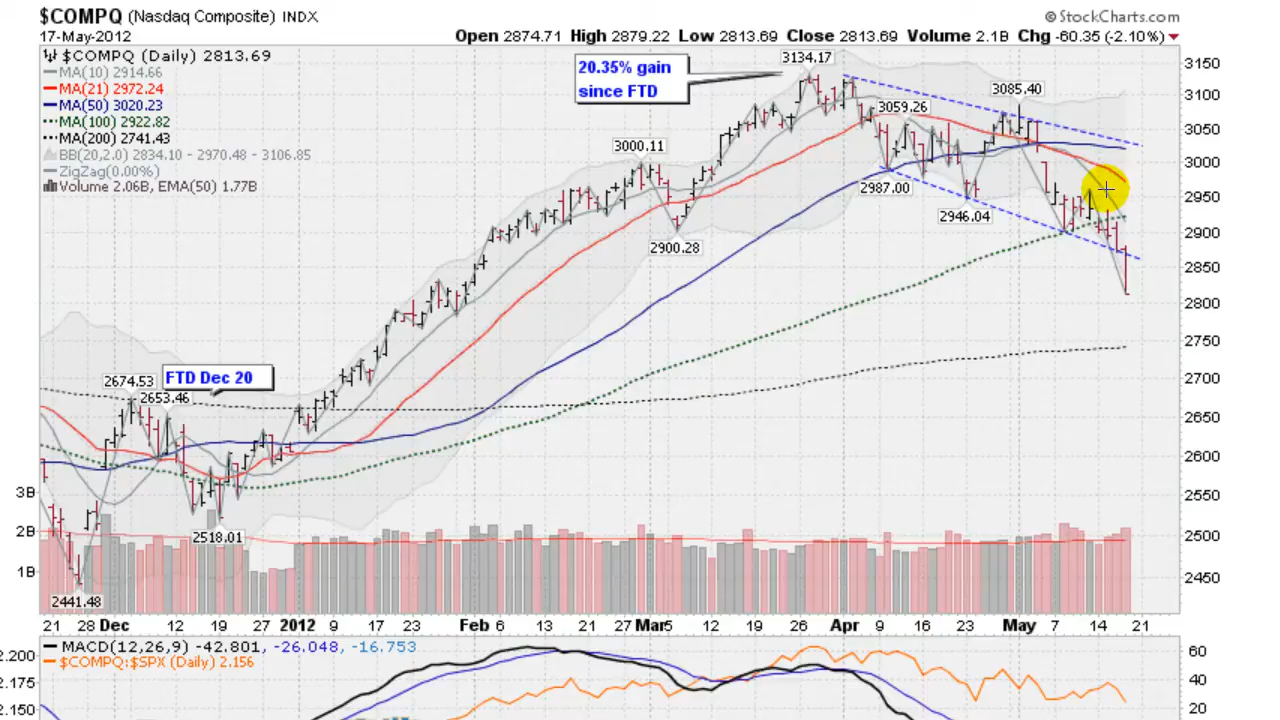 $COMPQ (Nasdaq Composite) INDX
© StockCharts.com
17-May-2012
Open 2874.71 High 2879.22 Low 2813.69 Close 2813.69 Volume 2.1B Chg -60.35 (-2.10%)
$COMPQ (Daily) 2813.69
MA(10) 2914.66
MA(21) 2972.24
MA(50) 3020.23
MA(100) 2922.82
MA(200) 2741.43
BB(20,2.0) 2834.10 - 2970.48 - 3106.85
ZigZag(0.00%)
Volume 2.06B, EMA(50) 1.77B
20.35% gain
since FTD
3134.17
3085.40
3059.26
3000.11
2987.00
2946.04
2900.28
FTD Dec 20
2674.53
2653.46
2518.01
2441.48
3150
3100
3050
3000
2950
2900
2850
2800
2750
2700
2650
2600
2550
2500
2450
3B
2B
1B
21 28 Dec 12 19 27 2012 9 17 23 Feb 6 13 21 27 Mar 5 12 19 26 Apr 9 16 23 May 7 14 21
MACD(12,26,9) -42.801, -26.048, -16.753
$COMPQ:$SPX (Daily) 2.156
2.200
2.175
2.150
60
40
20